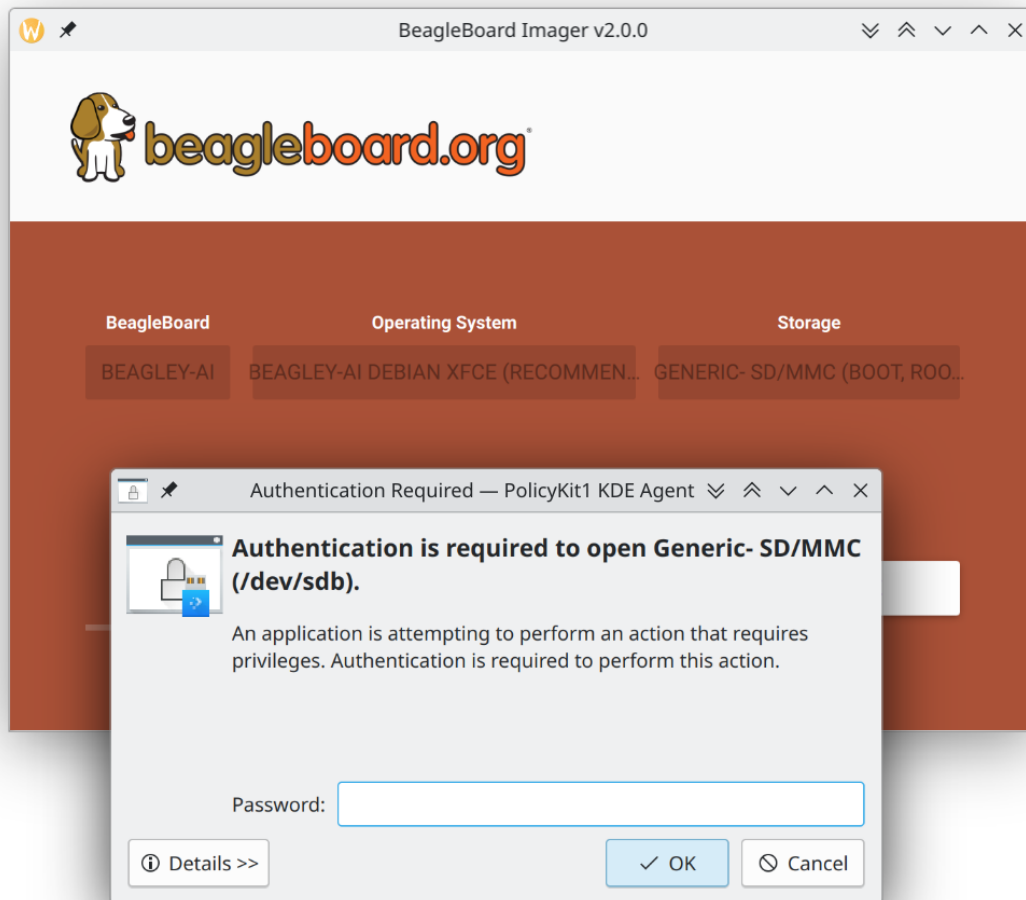 BeagleBoard Imager v2.0.0
beagleboard.org®
BeagleBoard
Operating System
Storage
BEAGLEY-AI
BEAGLEY-AI DEBIAN XFCE (RECOMMEN...
GENERIC- SD/MMC (BOOT, ROO...
Authentication Required — PolicyKit1 KDE Agent
Authentication is required to open Generic- SD/MMC
(/dev/sdb).
An application is attempting to perform an action that requires
privileges. Authentication is required to perform this action.
Password:
Details >>
OK
Cancel